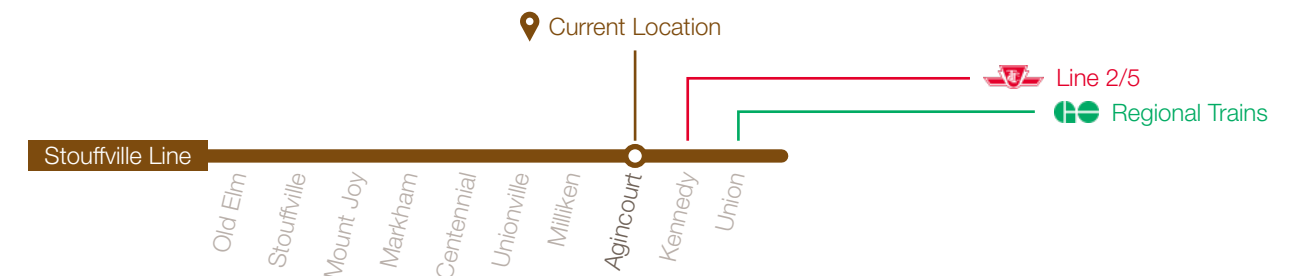 Current Location
Line 2/5
Regional Trains
Stouffville Line
Old Elm
Stouffville
Mount Joy
Markham
Centennial
Unionville
Milliken
Agincourt
Kennedy
Union